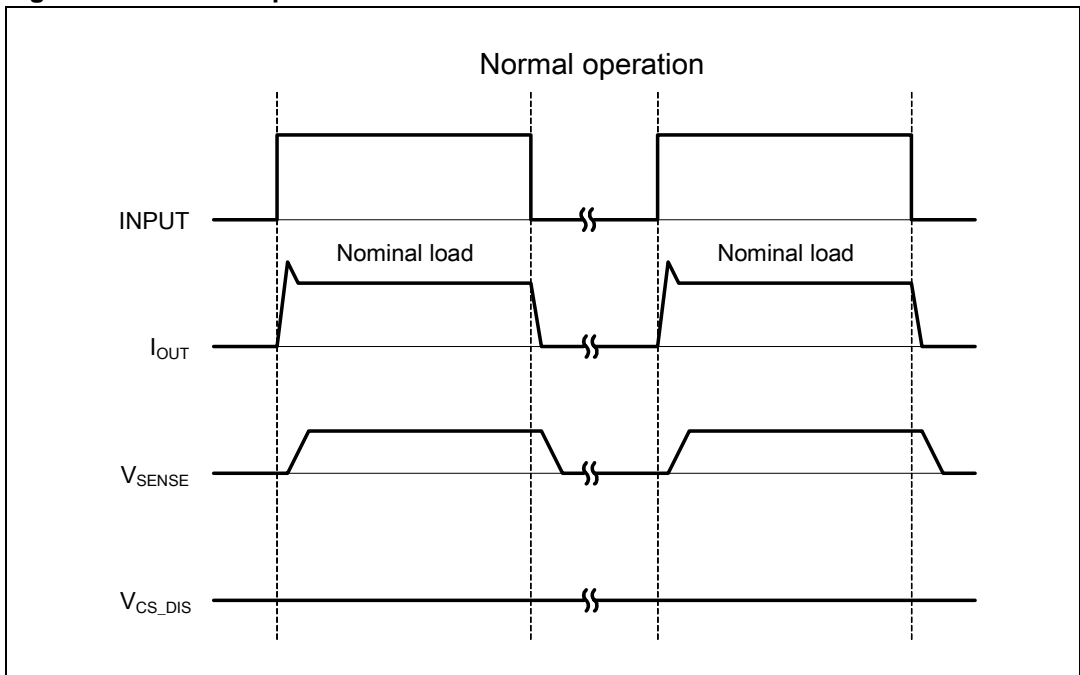 Normal operation
INPUT
Nominal load Nominal load
IOUT
VSENSE
VCS_DIS